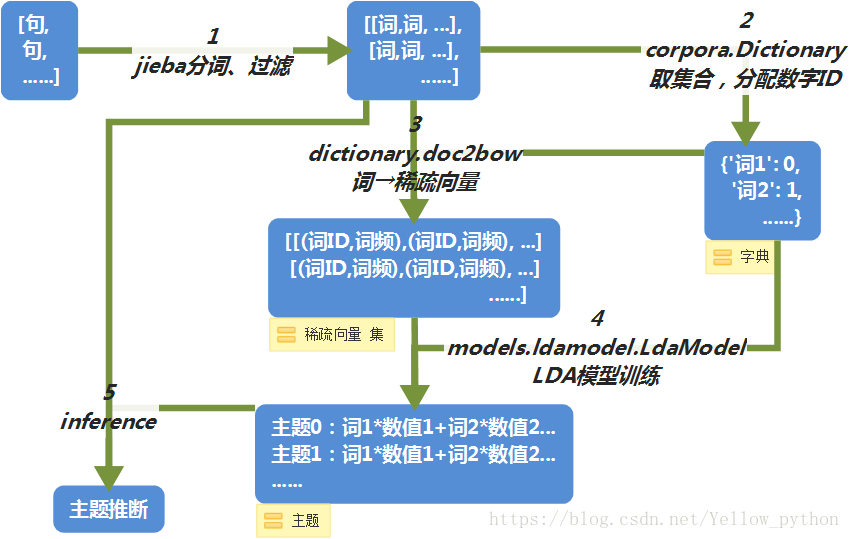 [句,
句,
……]
1
jieba分词、过滤
[[词,词, …],
[词,词, …],
……]
2
corpora.Dictionary
取集合，分配数字ID
3
dictionary.doc2bow
词→稀疏向量
{'词1': 0,
'词2': 1,
……}
字典
[[(词ID,词频),(词ID,词频), …]
[(词ID,词频),(词ID,词频), …]
……]
稀疏向量 集
4
models.ldamodel.LdaModel
LDA模型训练
5
inference
主题0：词1*数值1+词2*数值2…
主题1：词1*数值1+词2*数值2…
……
主题
主题推断
https://blog.csdn.net/Yellow_python